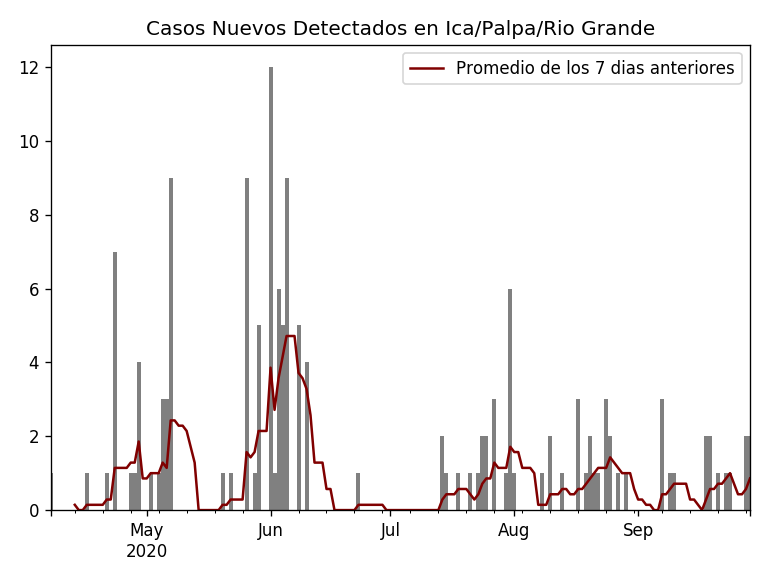 Casos Nuevos Detectados en Ica/Palpa/Rio Grande
Promedio de los 7 dias anteriores
12
10
8
6
4
2
0
May
2020
Jun
Jul
Aug
Sep